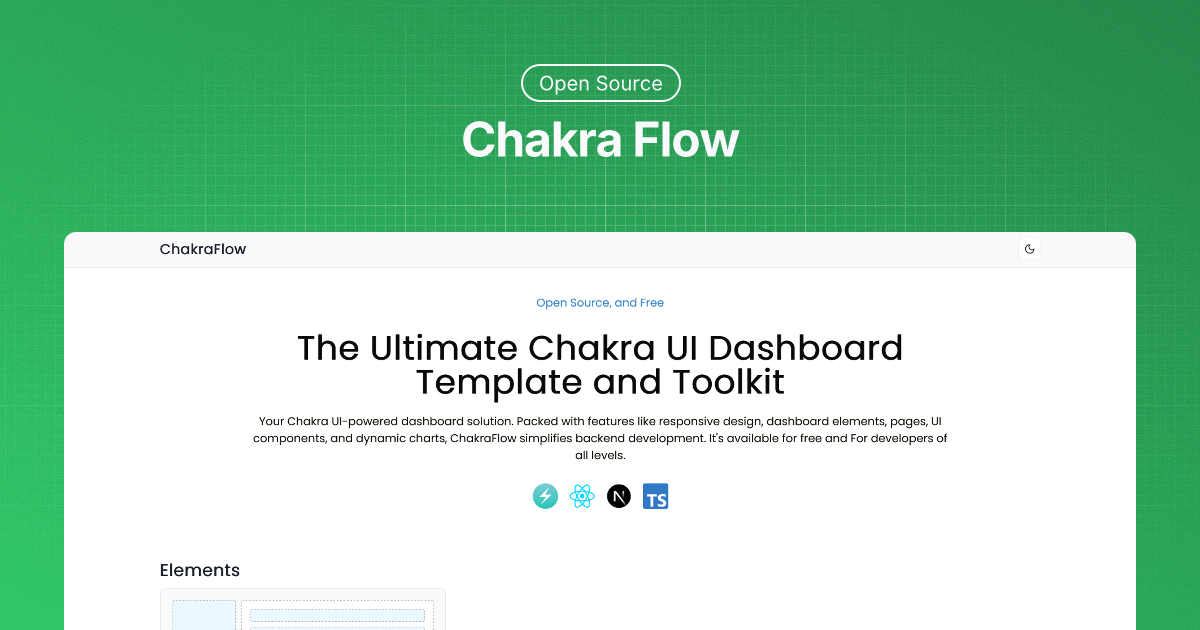 Open Source
Chakra Flow
ChakraFlow
Open Source, and Free
The Ultimate Chakra UI Dashboard
Template and Toolkit
Your Chakra UI-powered dashboard solution. Packed with features like responsive design, dashboard elements, pages, UI
components, and dynamic charts, ChakraFlow simplifies backend development. It's available for free and For developers of
all levels.
N TS
Elements